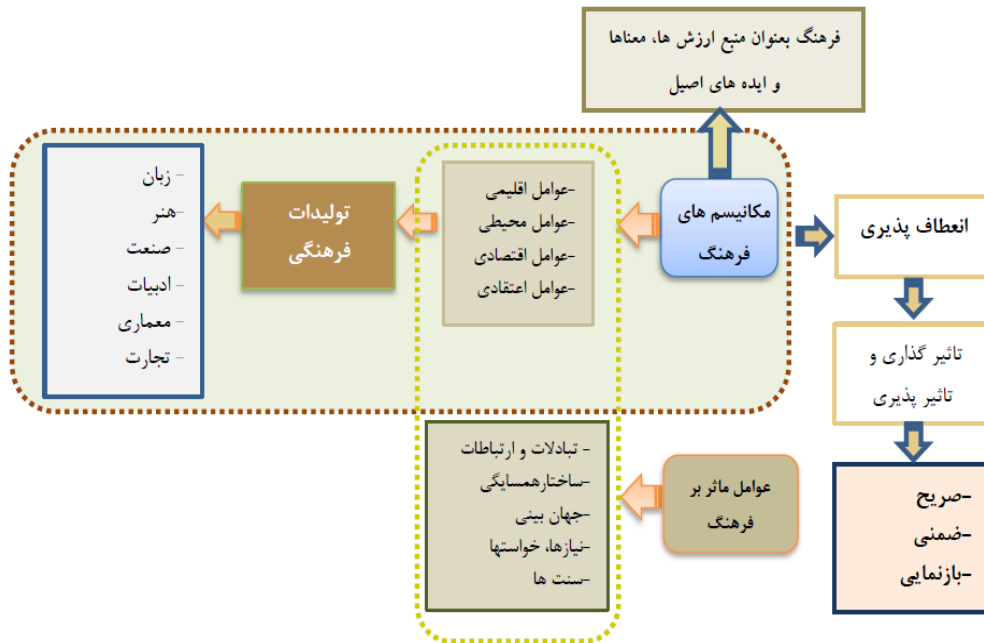 فرهنگ بعنوان منبع ارزش ها، معناها
و ایده های اصیل
مکانیسم های
فرهنگ
-عوامل اقلیمی
-عوامل محیطی
-عوامل اقتصادی
-عوامل اعتقادی
تولیدات
فرهنگی
- زبان
-هنر
- صنعت
- ادبیات
- معماری
- تجارت
انعطاف پذیری
تاثیر گذاری و
تاثیر پذیری
-صریح
-ضمنی
-بازنمایی
عوامل ماثر بر
فرهنگ
- تبادلات و ارتباطات
-ساختارهمسایگی
-جهان بینی
-نیازها، خواستها
-سنت ها